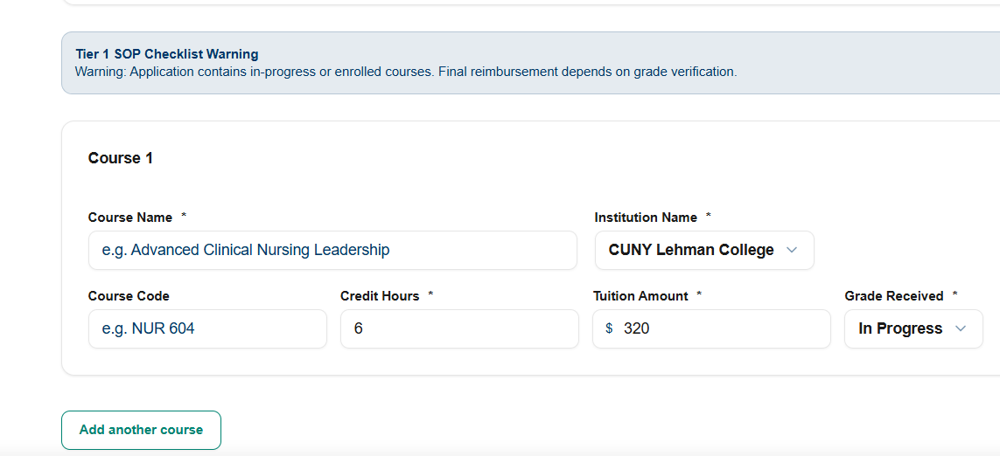 Tier 1 SOP Checklist Warning
Warning: Application contains in-progress or enrolled courses. Final reimbursement depends on grade verification.
Course 1
Course Name *
Institution Name *
e.g. Advanced Clinical Nursing Leadership
CUNY Lehman College
Course Code
Credit Hours *
Tuition Amount *
Grade Received *
e.g. NUR 604
6
$ 320
In Progress
Add another course